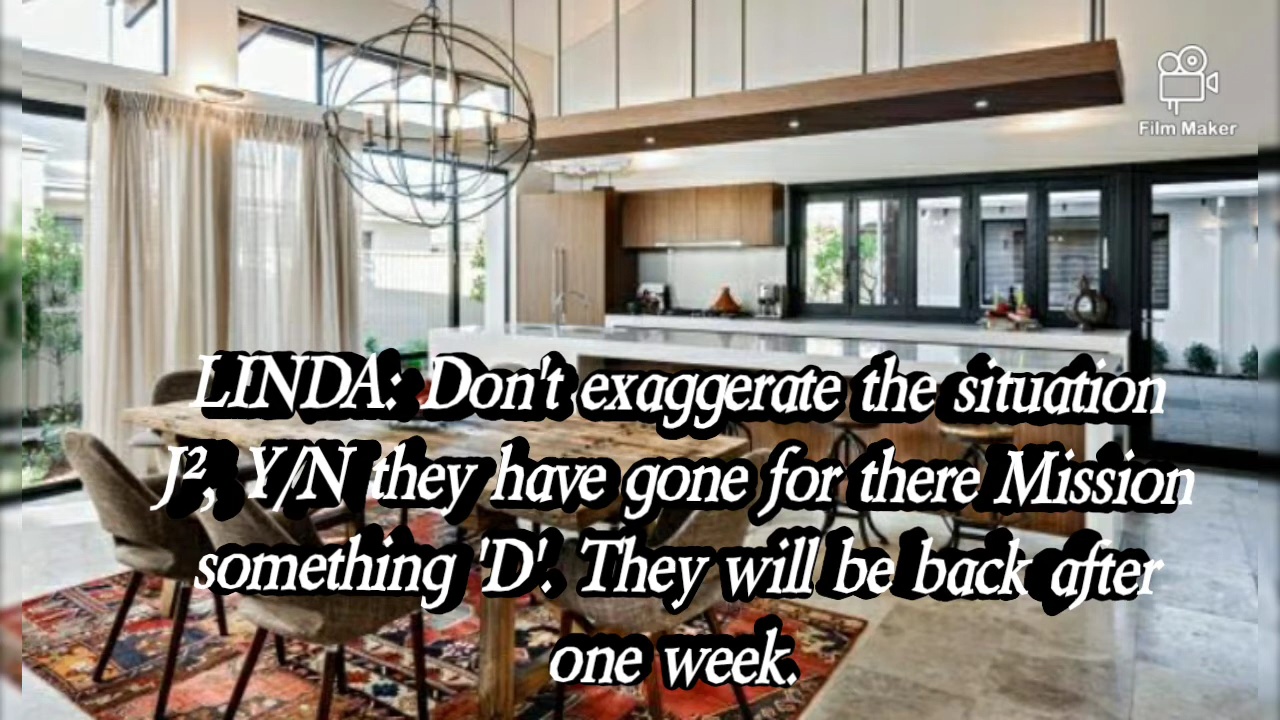 Film Maker
LINDA: Don't exaggerate the situation
J², Y/N they have gone for there Mission
something 'D'. They will be back after
one week.